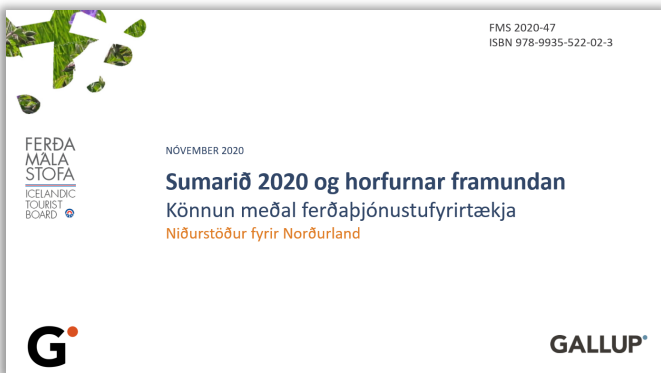 FMS 2020-47
ISBN 978-9935-522-02-3
FERÐA
MÁLA
STOFA
ICELANDIC
TOURIST
BOARD
NÓVEMBER 2020
Sumarið 2020 og horfurnar framundan
Könnun meðal ferðaþjónustufyrirtækja
Niðurstöður fyrir Norðurland
G
GALLUP